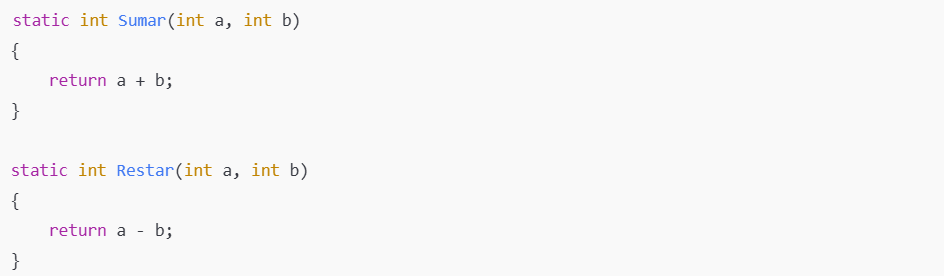 static int Sumar(int a, int b)
{
    return a + b;
}

static int Restar(int a, int b)
{
    return a - b;
}